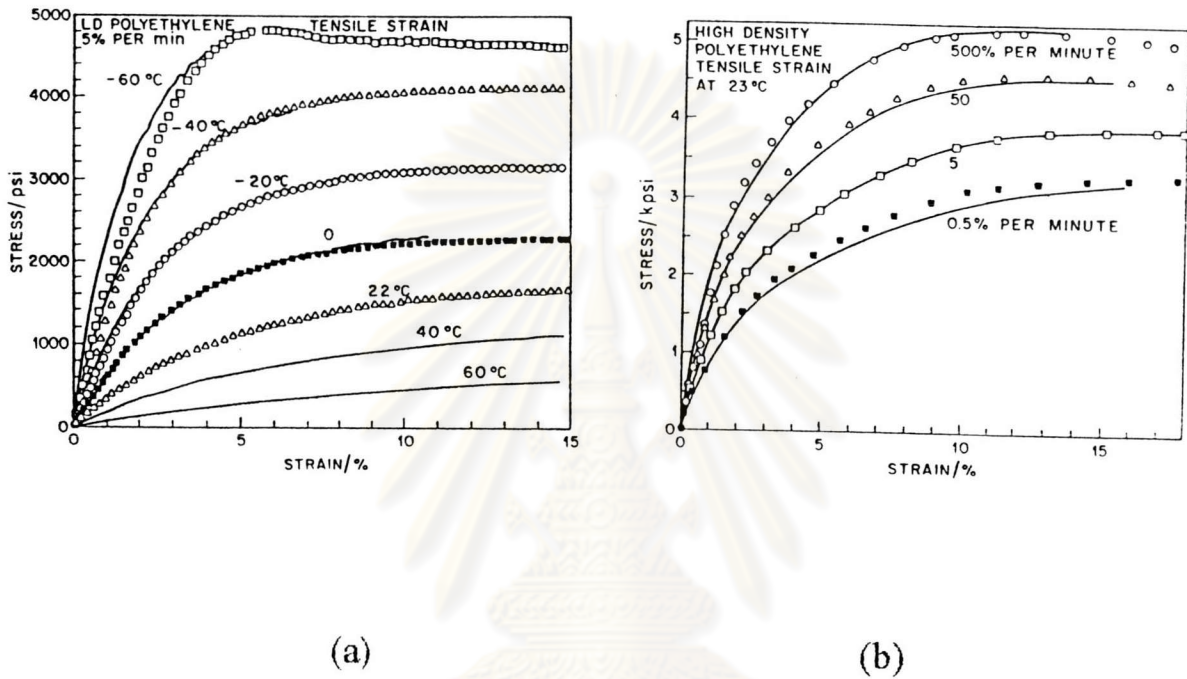 LD POLYETHYLENE TENSILE STRAIN
5% PER min
-60°C
-40°C
-20°C
0
22°C
40°C
60°C
5000
4000
3000
2000
1000
0
STRESS/psi
0 5 10 15
STRAIN/%
(a)
HIGH DENSITY
POLYETHYLENE
TENSILE STRAIN
AT 23°C
500% PER MINUTE
50
5
0.5% PER MINUTE
5
4
3
2
1
0
STRESS/kpsi
0 5 10 15
STRAIN/%
(b)